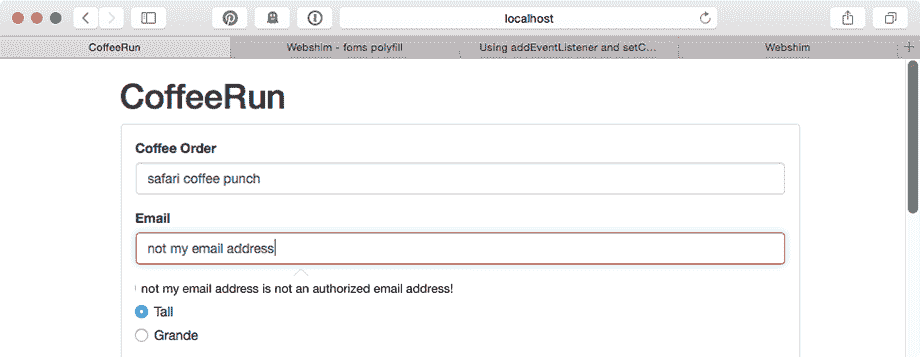 localhost
CoffeeRun
Webshim - foms polyfill
Using addEventListener and setC...
Webshim
CoffeeRun
Coffee Order
safari coffee punch
Email
not my email address
not my email address is not an authorized email address!
Tall
Grande